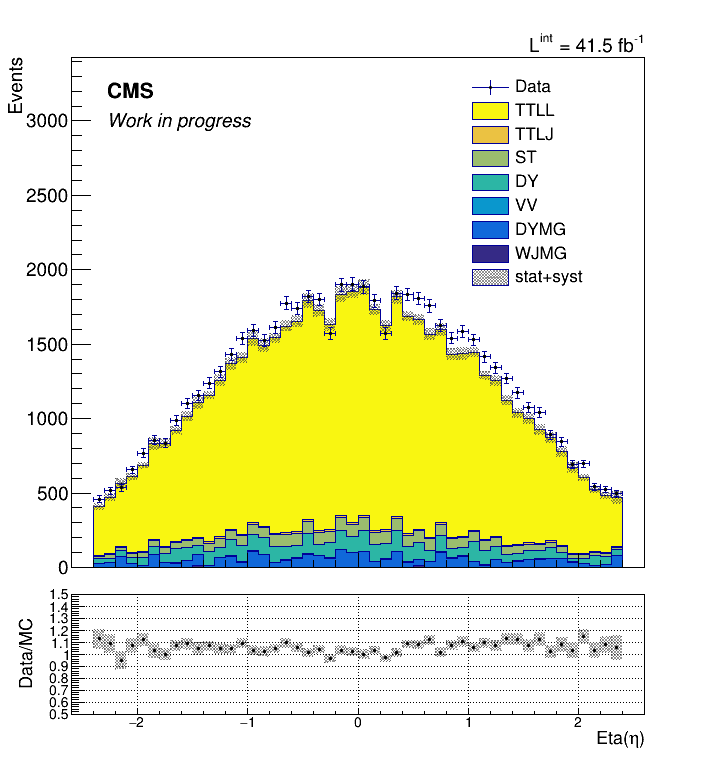 L^int = 41.5 fb^-1
Events
CMS
Work in progress
Data
TTLL
TTLJ
ST
DY
VV
DYMG
WJMG
stat+syst
3000
2500
2000
1500
1000
500
0
Data/MC
1.5
1.4
1.3
1.2
1.1
1
0.9
0.8
0.7
0.6
0.5
−2
−1
0
1
2
Eta(η)